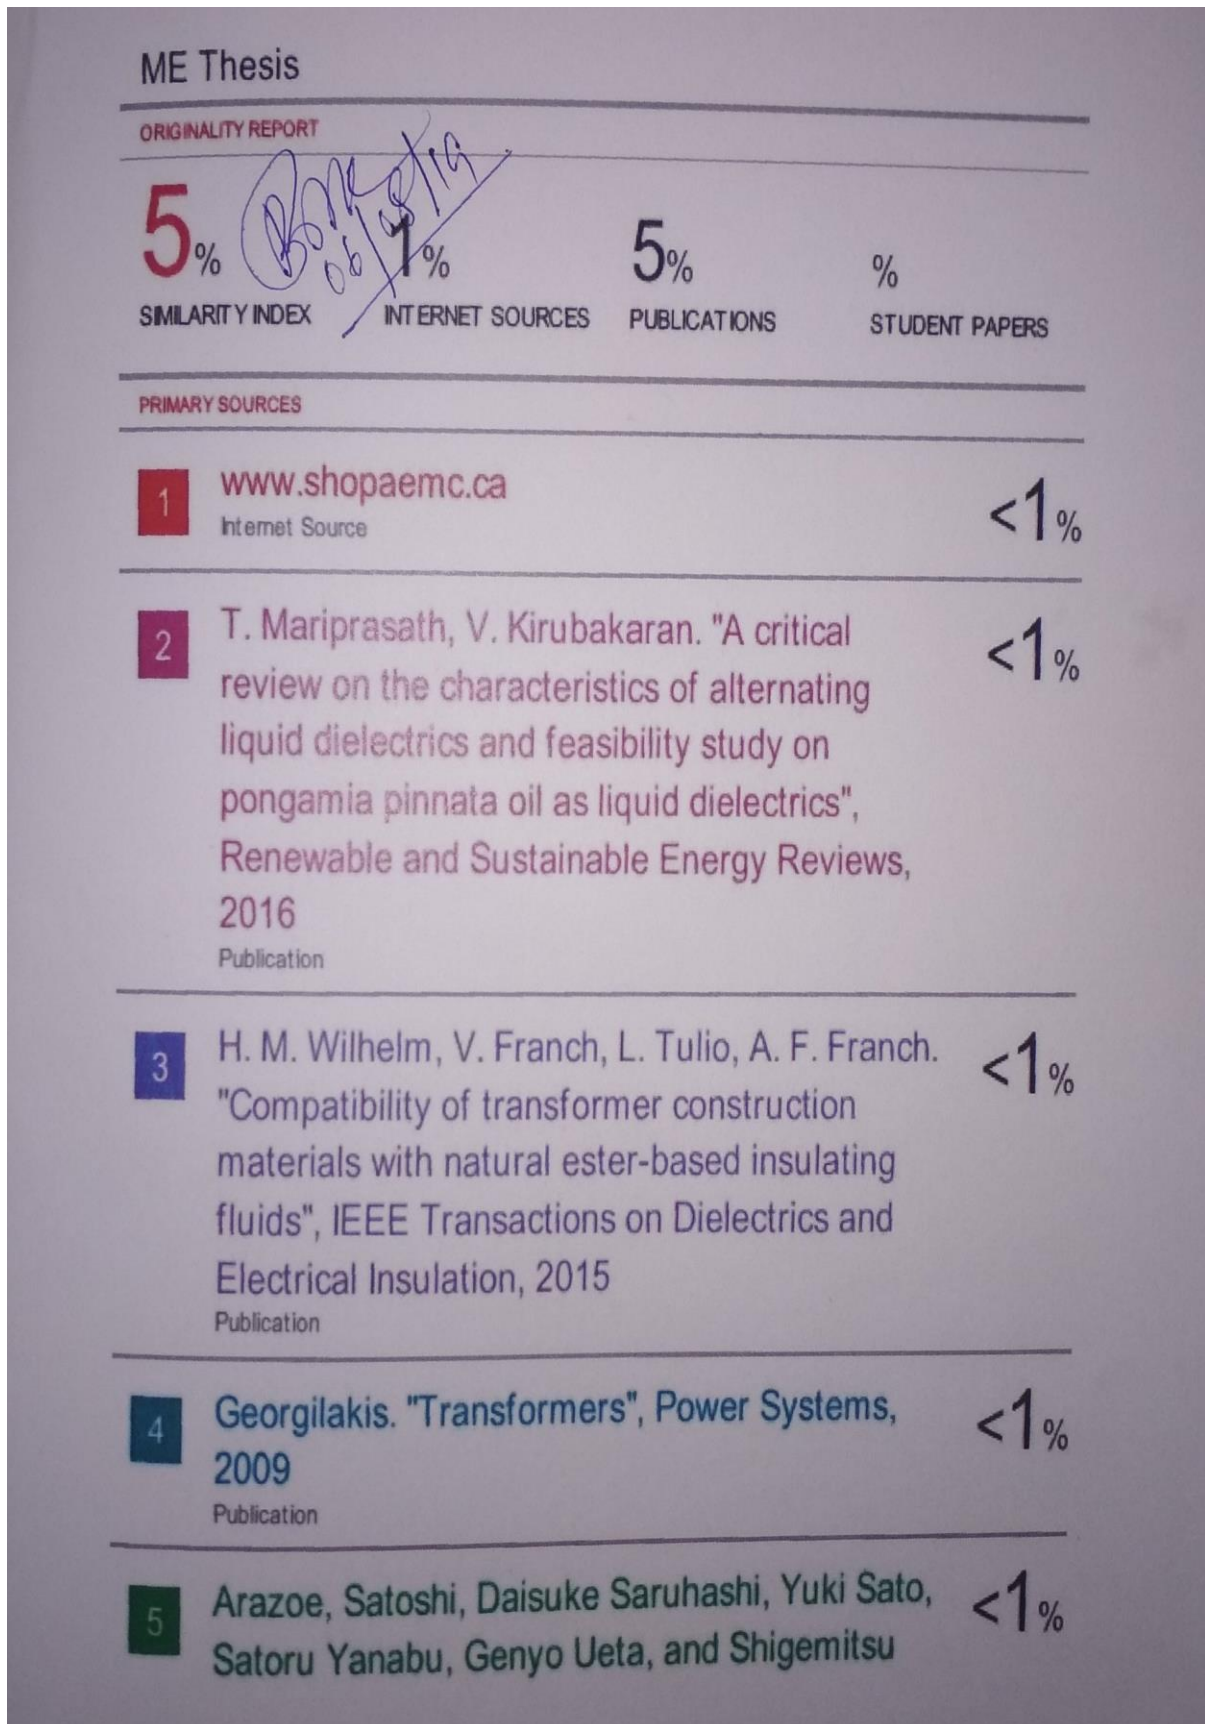 ME Thesis
ORIGINALITY REPORT
5%
1%
5%
%
SIMILARITY INDEX
INTERNET SOURCES
PUBLICATIONS
STUDENT PAPERS
PRIMARY SOURCES
1
www.shopaemc.ca
<1%
Internet Source
2
T. Mariprasath, V. Kirubakaran. "A critical
<1%
review on the characteristics of alternating
liquid dielectrics and feasibility study on
pongamia pinnata oil as liquid dielectrics",
Renewable and Sustainable Energy Reviews,
2016
Publication
3
H. M. Wilhelm, V. Franch, L. Tulio, A. F. Franch.
<1%
"Compatibility of transformer construction
materials with natural ester-based insulating
fluids", IEEE Transactions on Dielectrics and
Electrical Insulation, 2015
Publication
4
Georgilakis. "Transformers", Power Systems,
<1%
2009
Publication
5
Arazoe, Satoshi, Daisuke Saruhashi, Yuki Sato,
<1%
Satoru Yanabu, Genyo Ueta, and Shigemitsu